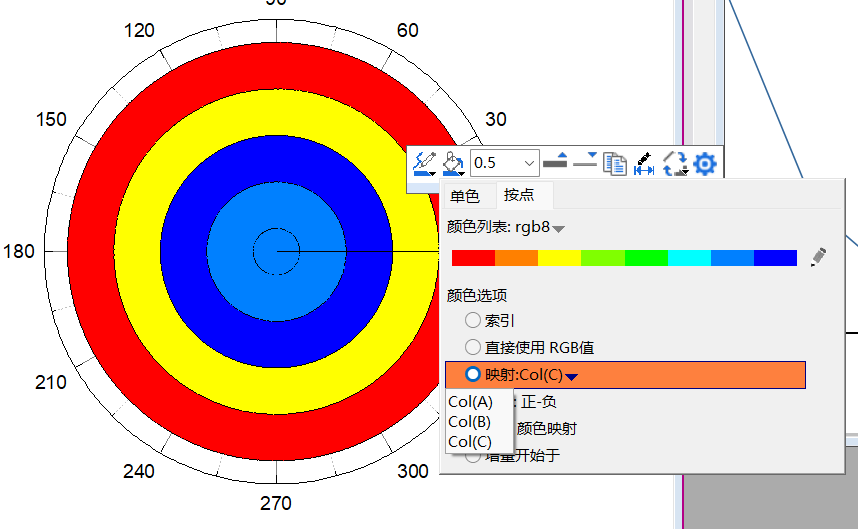 90
120
60
150
30
0.5
单色
按点
颜色列表: rgb8
180
颜色选项
索引
直接使用 RGB值
映射:Col(C)
210
Col(A)
: 正-负
Col(B)
颜色映射
Col(C)
增量开始于
240
300
270